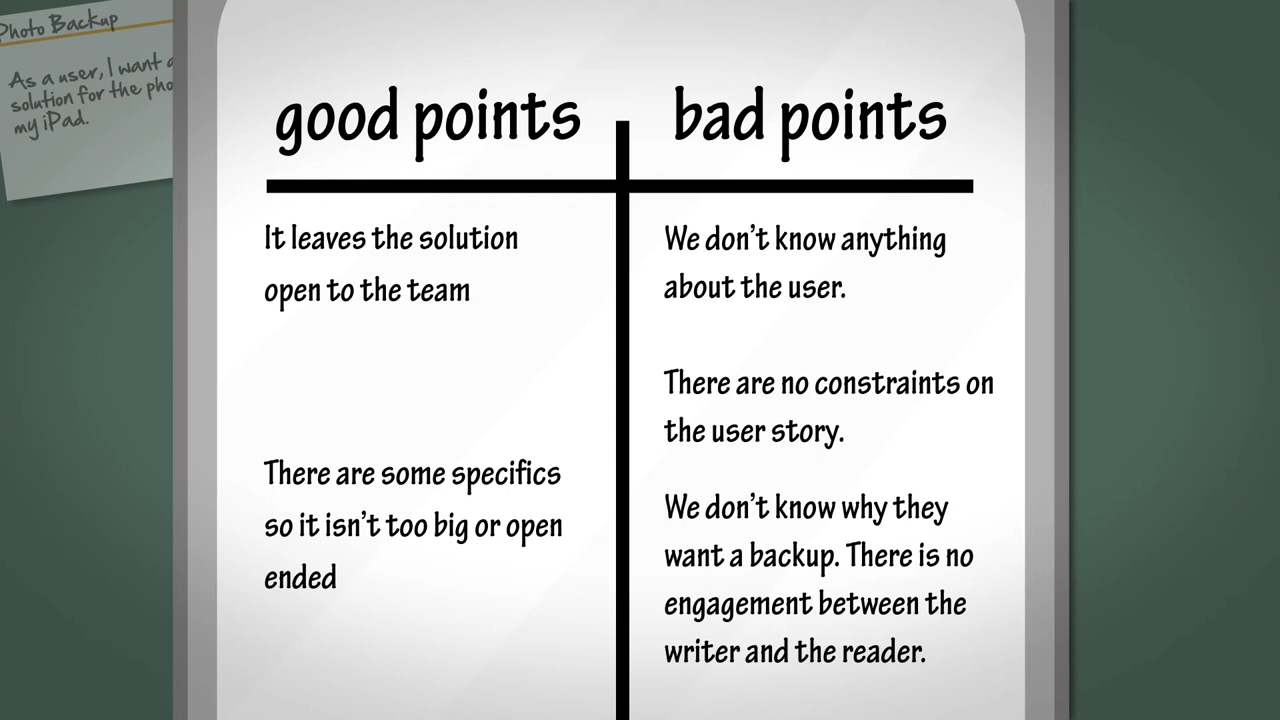 Photo Backup
As a user, I want a
solution for the pho
my iPad.
good points
bad points
It leaves the solution
open to the team
There are some specifics
so it isn't too big or open
ended
We don't know anything
about the user.
There are no constraints on
the user story.
We don't know why they
want a backup. There is no
engagement between the
writer and the reader.